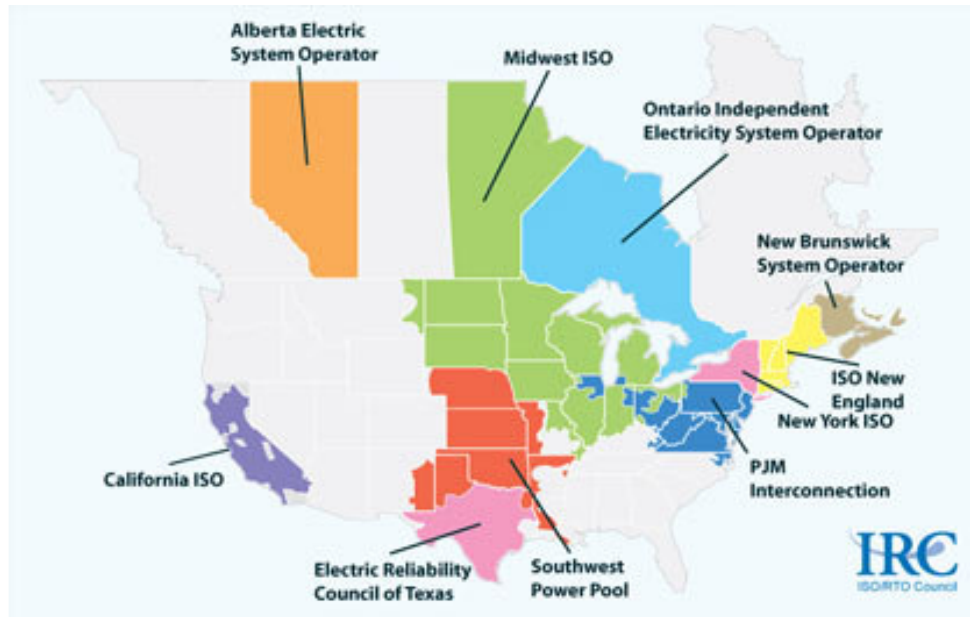 Alberta Electric
System Operator
Midwest ISO
Ontario Independent
Electricity System Operator
New Brunswick
System Operator
ISO New
England
New York ISO
PJM
Interconnection
California ISO
Electric Reliability
Council of Texas
Southwest
Power Pool
IRC
ISO/RTO Council